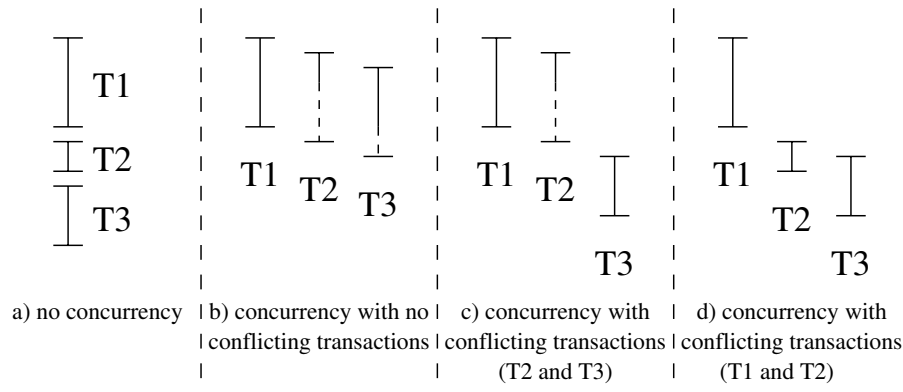 T1
T2
T3
T1
T2
T3
T1
T2
T3
T1
T2
T3
a) no concurrency
b) concurrency with no
conflicting transactions
c) concurrency with
conflicting transactions
(T2 and T3)
d) concurrency with
conflicting transactions
(T1 and T2)